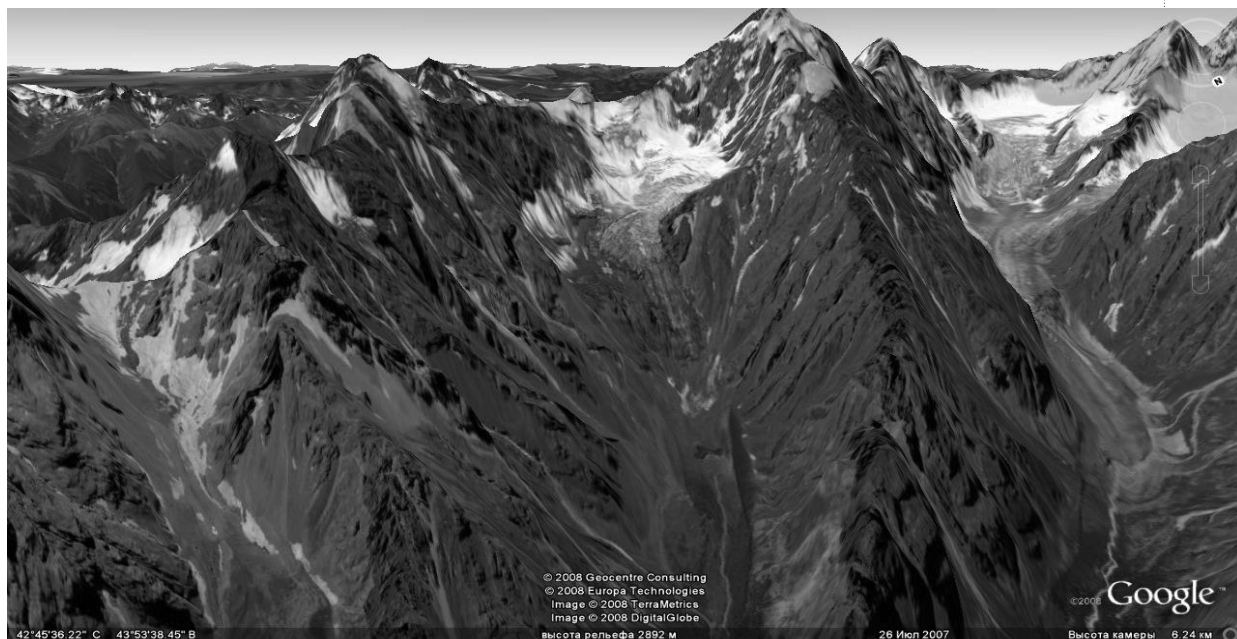 N
© 2008 Geocentre Consulting
© 2008 Europa Technologies
Image © 2008 TerraMetrics
Image © 2008 DigitalGlobe
©2008 Google™
42°45'36.22" С 43°53'38.45" В высота рельефа 2892 м 26 Июл 2007 Высота камеры 6.24 км